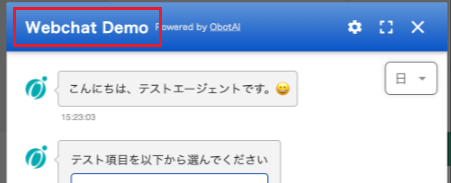 Webchat Demo Powered by ObotAI
日
こんにちは、テストエージェントです。😀
15:23:03
テスト項目を以下から選んでください